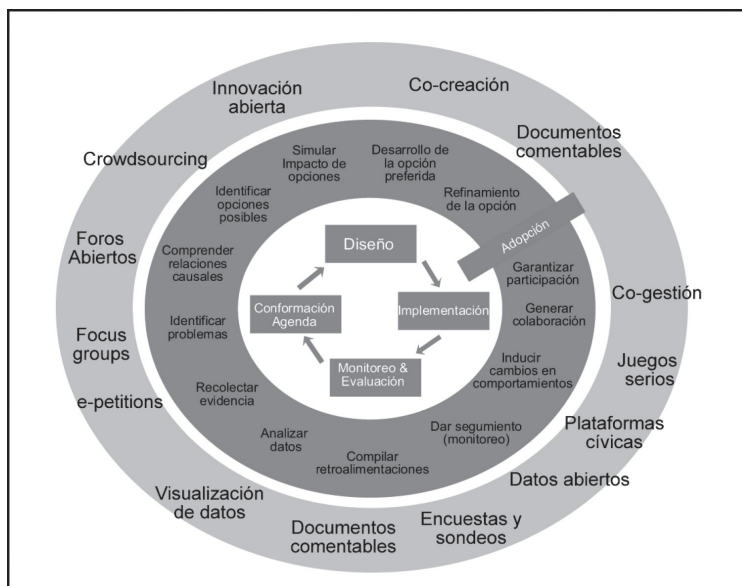 Innovación
abierta
Co-creación
Documentos
comentables
Crowdsourcing
Foros
Abiertos
Focus
groups
e-petitions
Visualización
de datos
Documentos
comentables
Encuestas y
sondeos
Datos abiertos
Plataformas
cívicas
Juegos
serios
Co-gestión
Simular
Impacto de
opciones
Desarrollo de
la opción
preferida
Refinamiento
de la opción
Adopción
Garantizar
participación
Generar
colaboración
Inducir
cambios en
comportamientos
Dar segumiento
(monitoreo)
Compilar
retroalimentaciones
Analizar
datos
Recolectar
evidencia
Identificar
problemas
Comprender
relaciones
causales
Identificar
opciones
posibles
Diseño
Implementación
Monitoreo &
Evaluación
Conformación
Agenda